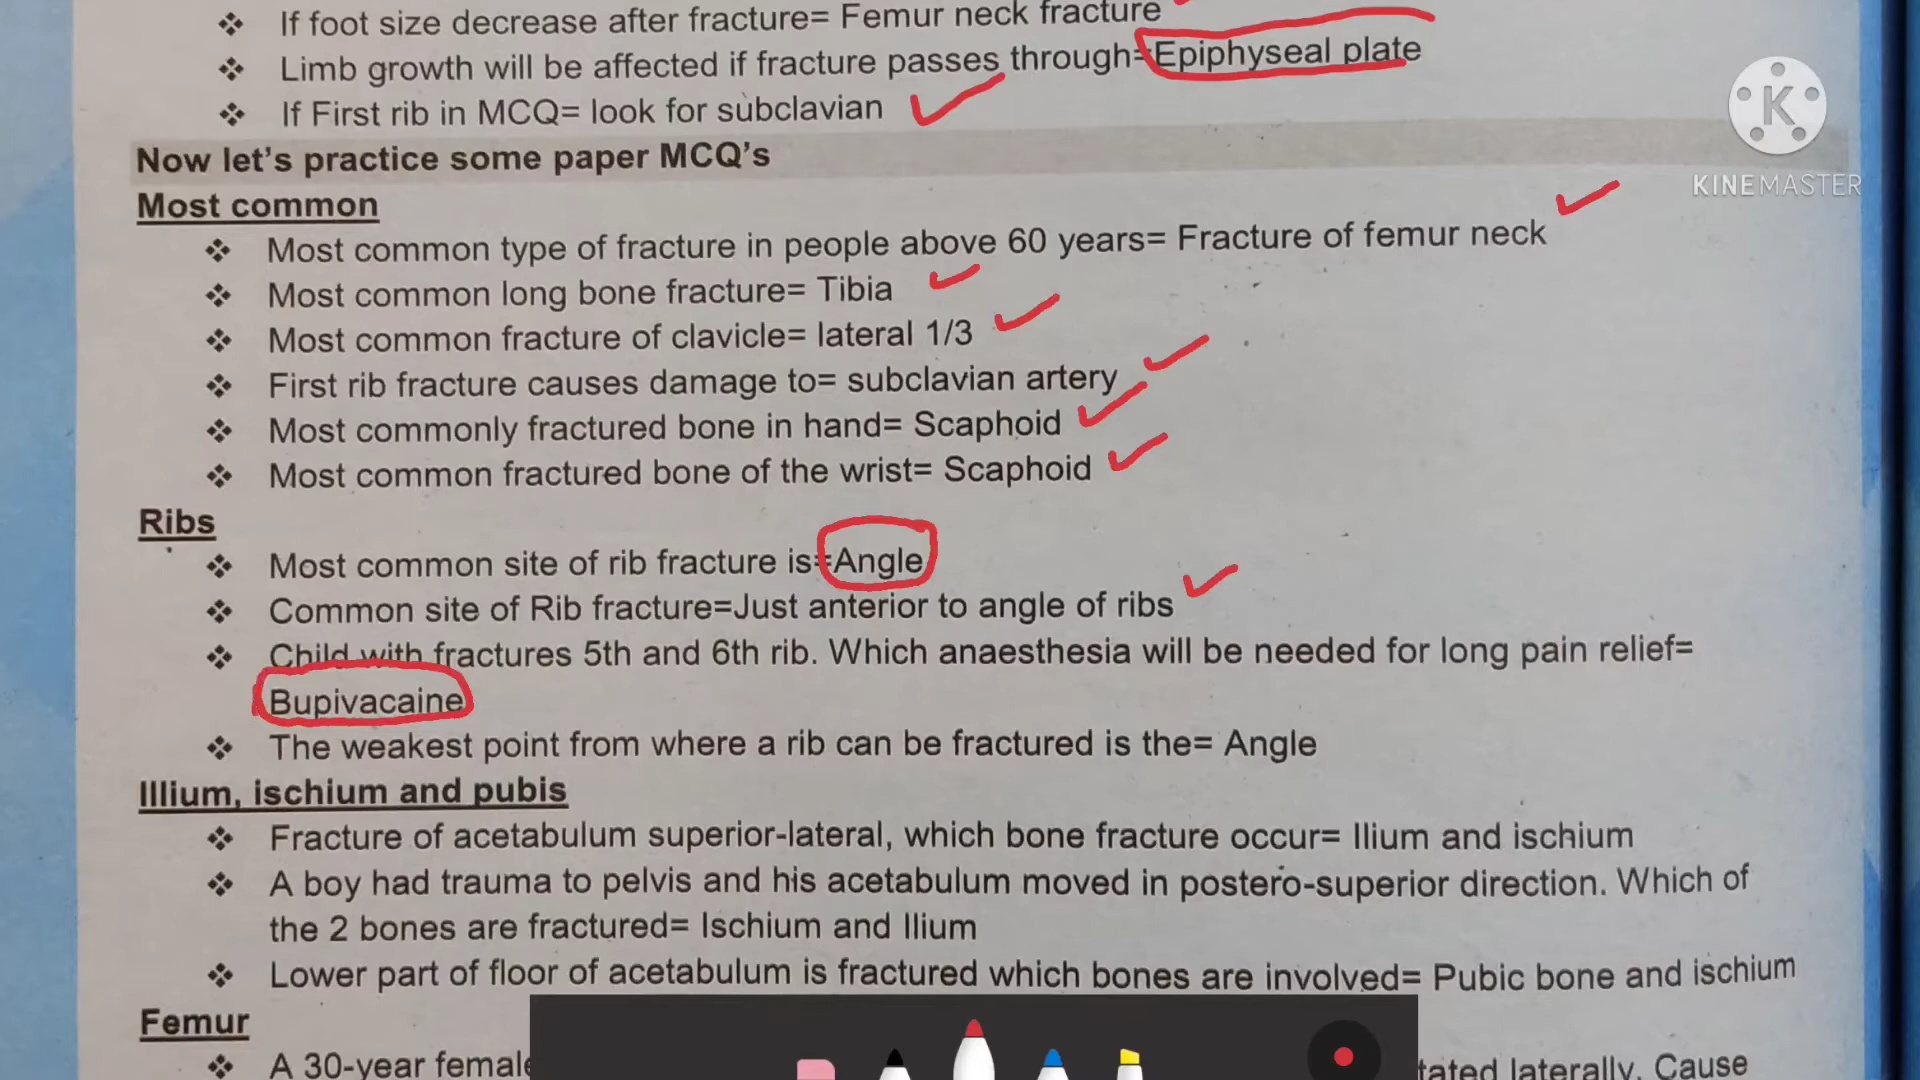 If foot size decrease after fracture= Femur neck fracture
Limb growth will be affected if fracture passes through=Epiphyseal plate
If First rib in MCQ= look for subclavian
Now let's practice some paper MCQ's
Most common
Most common type of fracture in people above 60 years= Fracture of femur neck
Most common long bone fracture= Tibia
Most common fracture of clavicle= lateral 1/3
First rib fracture causes damage to= subclavian artery
Most commonly fractured bone in hand= Scaphoid
Most common fractured bone of the wrist= Scaphoid
Ribs
Most common site of rib fracture is=Angle
Common site of Rib fracture=Just anterior to angle of ribs
Child with fractures 5th and 6th rib. Which anaesthesia will be needed for long pain relief=
Bupivacaine
The weakest point from where a rib can be fractured is the= Angle
Illium, ischium and pubis
Fracture of acetabulum superior-lateral, which bone fracture occur= Ilium and ischium
A boy had trauma to pelvis and his acetabulum moved in postero-superior direction. Which of
the 2 bones are fractured= Ischium and Ilium
Lower part of floor of acetabulum is fractured which bones are involved= Pubic bone and ischium
Femur
A 30-year female tated laterally. Cause
K
KINEMASTER